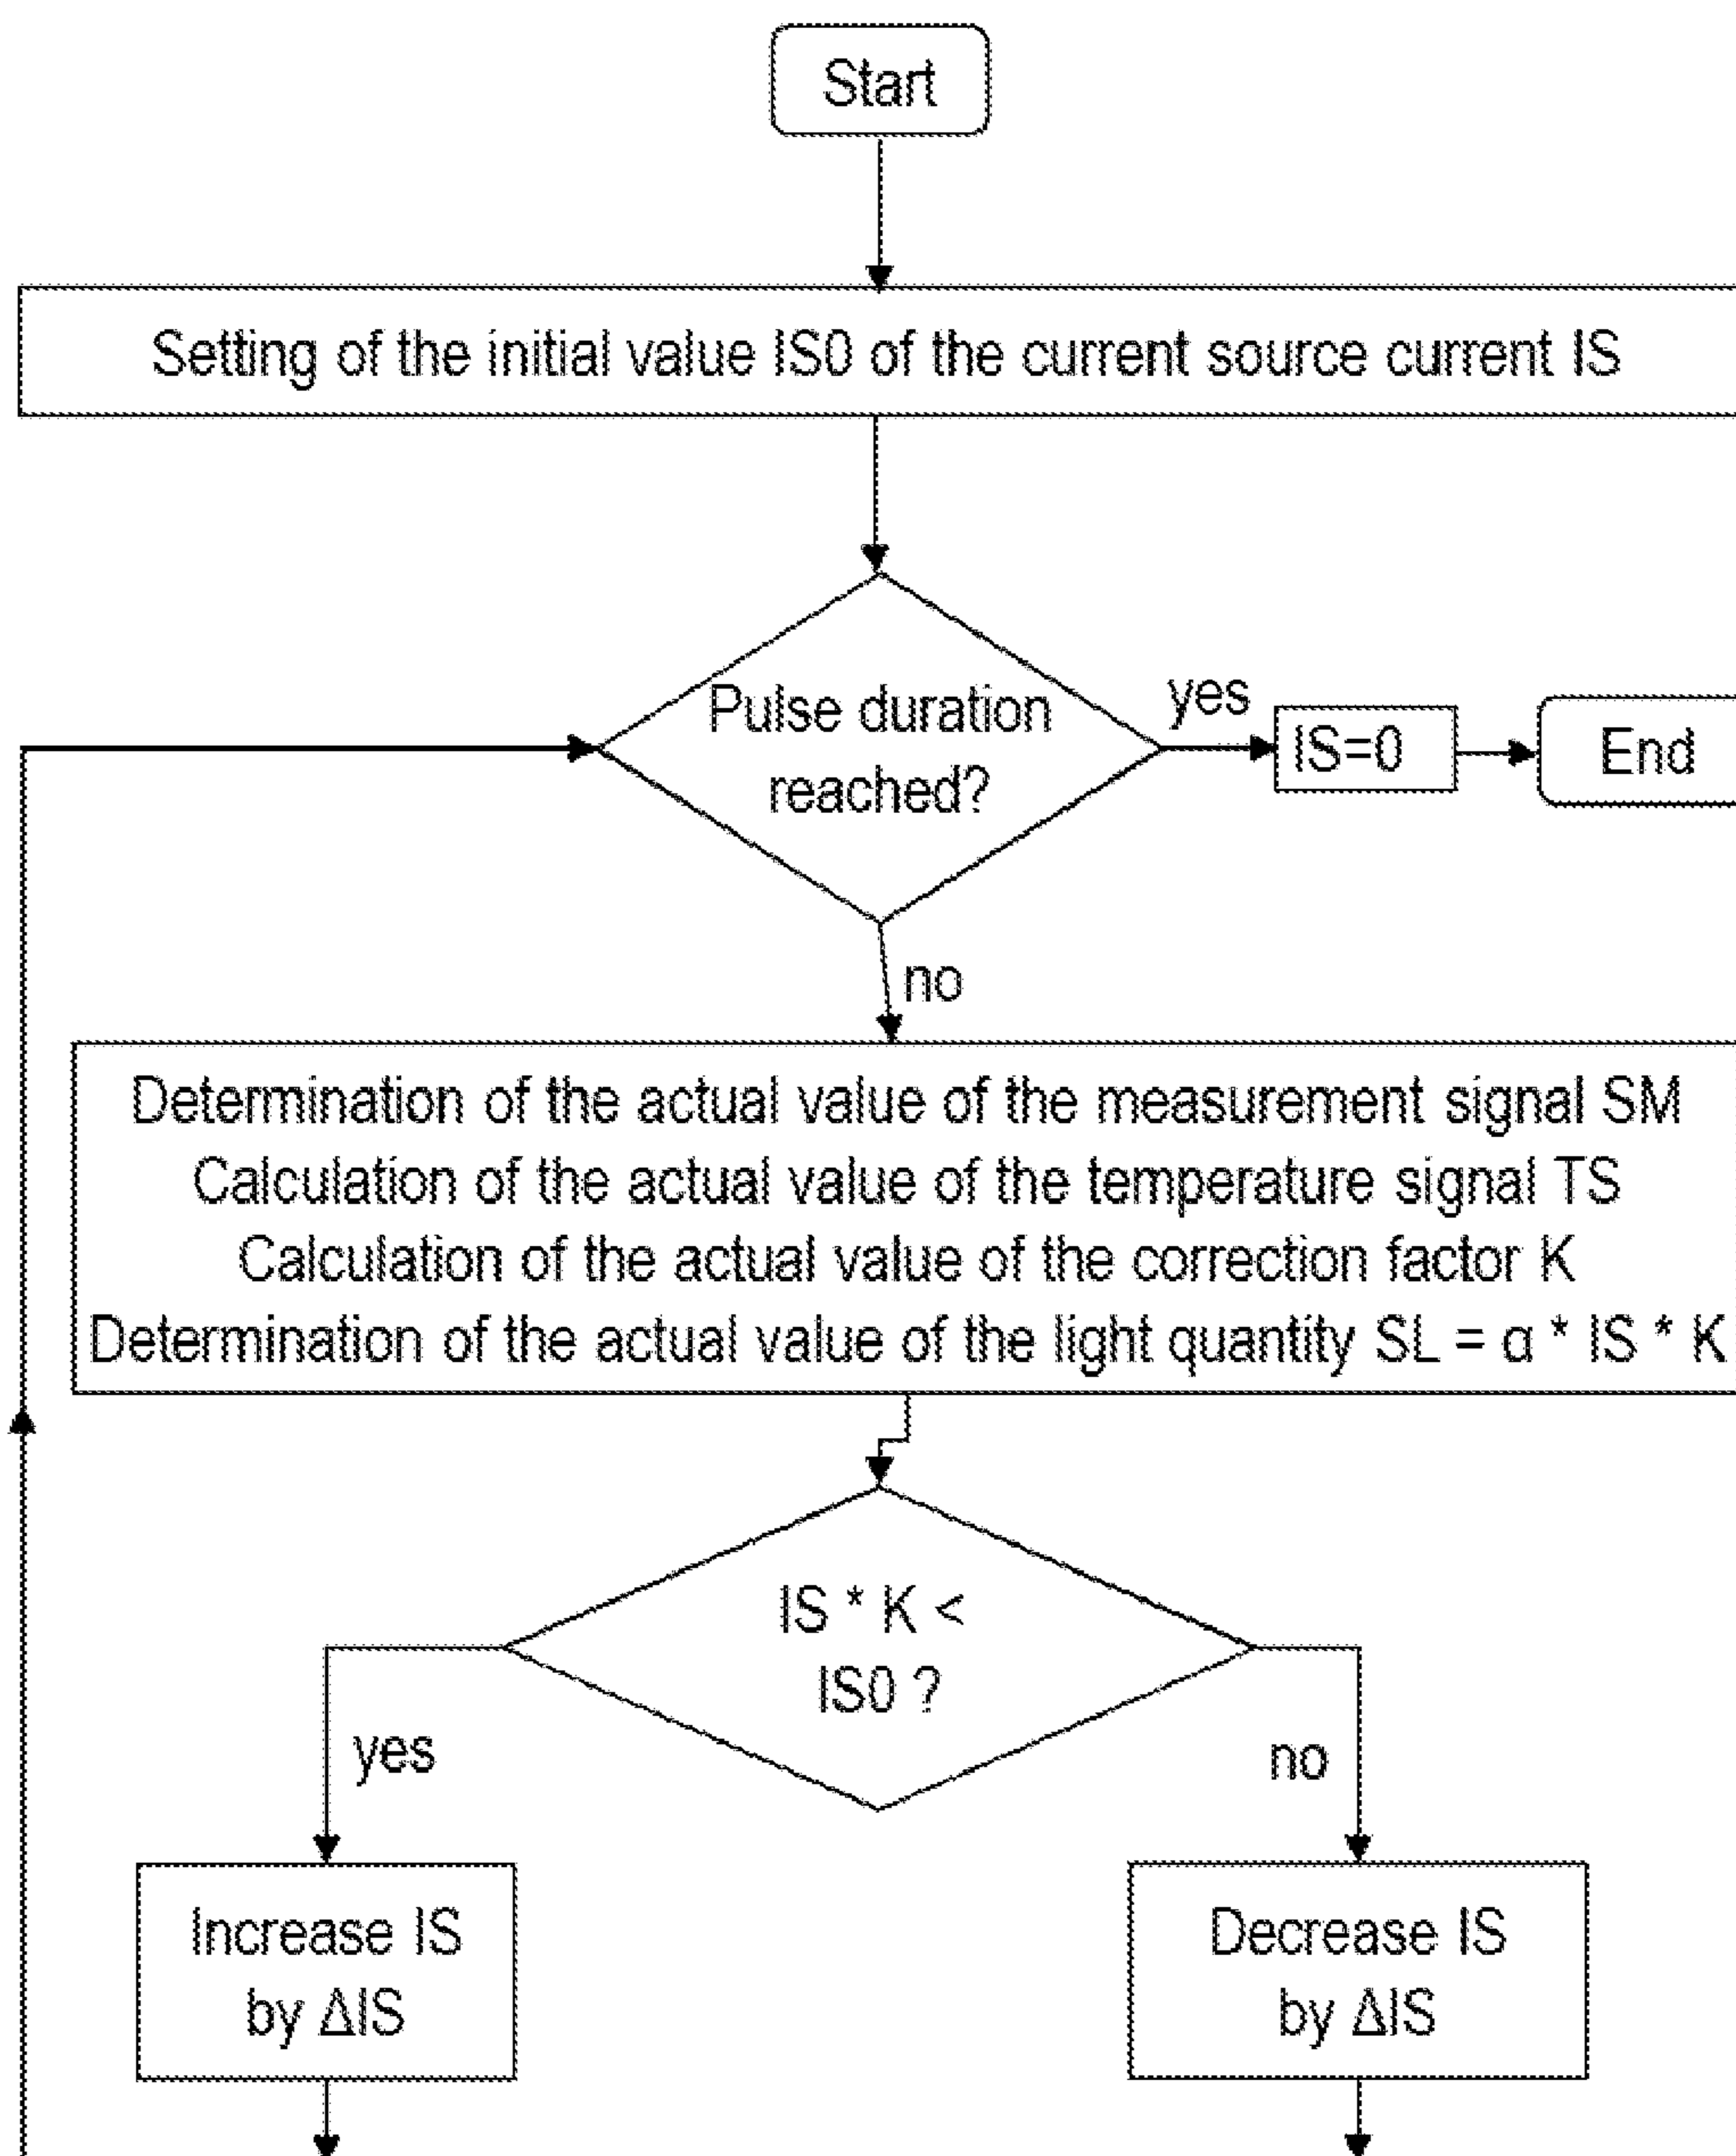 Start
Setting of the initial value IS0 of the current source current IS
Pulse duration
reached?
yes
IS=0
End
no
Determination of the actual value of the measurement signal SM
Calculation of the actual value of the temperature signal TS
Calculation of the actual value of the correction factor K
Determination of the actual value of the light quantity SL = α * IS * K
IS * K <
IS0 ?
yes
no
Increase IS
by ΔIS
Decrease IS
by ΔIS